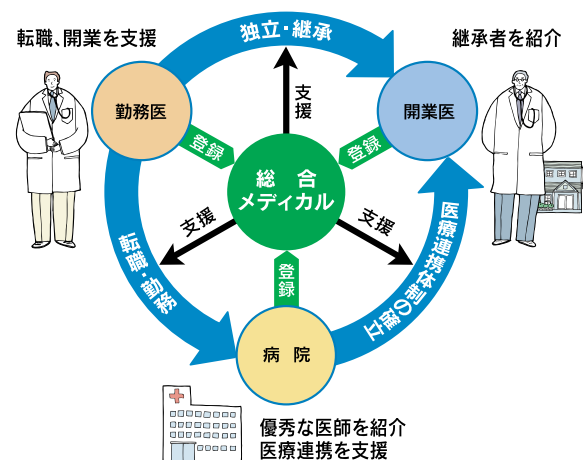 転職、開業を支援
独立・継承
継承者を紹介
勤務医
支援
開業医
登録
登録
総合
メディカル
支援
支援
転職・勤務
登録
医療連携体制の確立
病院
優秀な医師を紹介
医療連携を支援